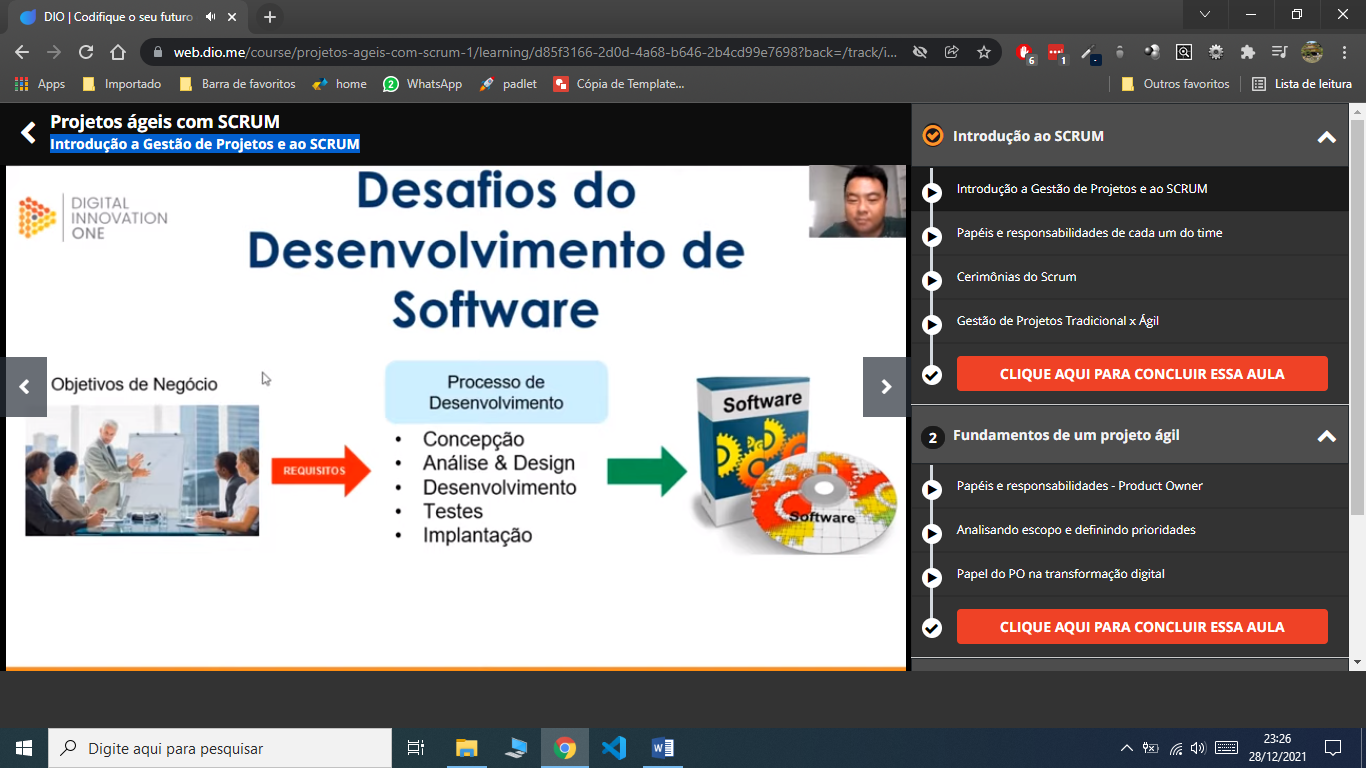 DIO | Codifique o seu futuro
web.dio.me/course/projetos-ageis-com-scrum-1/learning/d85f3166-2d0d-4a68-b646-2b4cd99e7698?back=/track/i...
6
1
Apps
Importado
Barra de favoritos
home
2
WhatsApp
padlet
Cópia de Template...
Outros favoritos
Lista de leitura
Projetos ágeis com SCRUM
Introdução a Gestão de Projetos e ao SCRUM
DIGITAL
INNOVATION
ONE
Desafios do
Desenvolvimento de
Software
Objetivos de Negócio
REQUISITOS
Processo de
Desenvolvimento
• Concepção
• Análise & Design
• Desenvolvimento
• Testes
• Implantação
Software
Software
Introdução ao SCRUM
Introdução a Gestão de Projetos e ao SCRUM
Papéis e responsabilidades de cada um do time
Cerimônias do Scrum
Gestão de Projetos Tradicional x Ágil
CLIQUE AQUI PARA CONCLUIR ESSA AULA
2 Fundamentos de um projeto ágil
Papéis e responsabilidades - Product Owner
Analisando escopo e definindo prioridades
Papel do PO na transformação digital
CLIQUE AQUI PARA CONCLUIR ESSA AULA
Digite aqui para pesquisar
23:26
28/12/2021